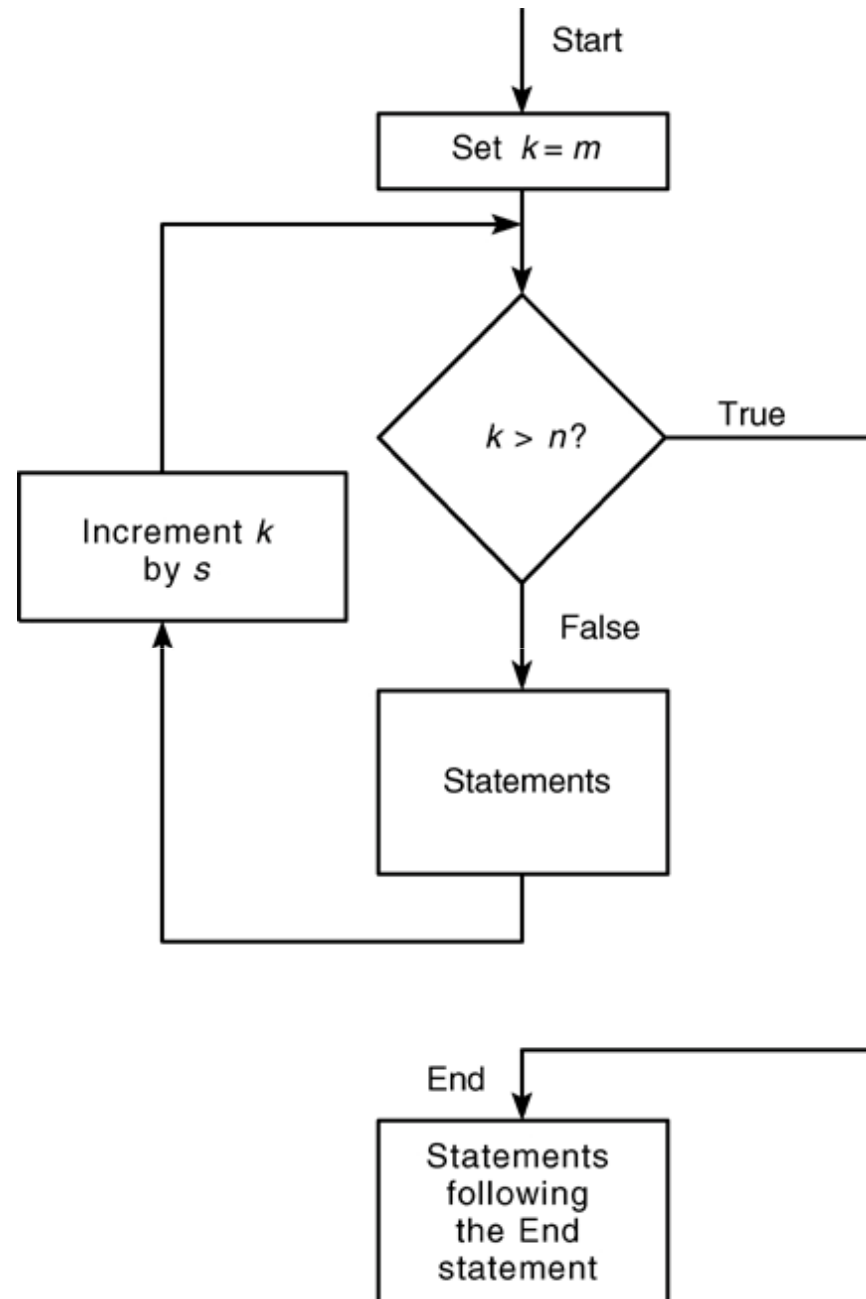 Start
Set k = m
k > n?
True
Increment k
by s
False
Statements
End
Statements
following
the End
statement